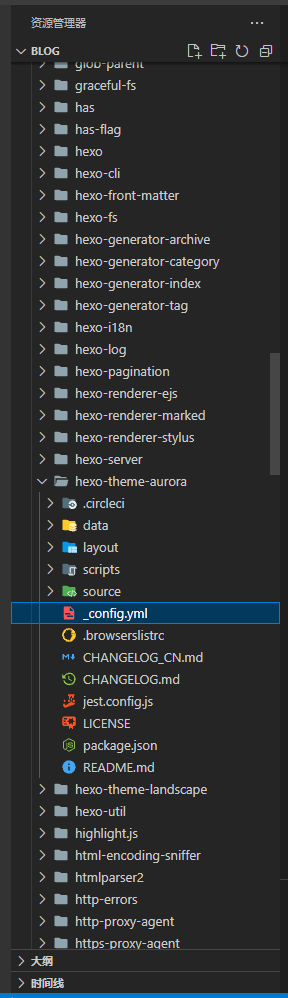 资源管理器
BLOG
glob-parent
graceful-fs
has
has-flag
hexo
hexo-cli
hexo-front-matter
hexo-fs
hexo-generator-archive
hexo-generator-category
hexo-generator-index
hexo-generator-tag
hexo-i18n
hexo-log
hexo-pagination
hexo-renderer-ejs
hexo-renderer-marked
hexo-renderer-stylus
hexo-server
hexo-theme-aurora
.circleci
data
layout
scripts
source
_config.yml
.browserslistrc
CHANGELOG_CN.md
CHANGELOG.md
jest.config.js
LICENSE
package.json
README.md
hexo-theme-landscape
hexo-util
highlight.js
html-encoding-sniffer
htmlparser2
http-errors
http-proxy-agent
https-proxy-agent
大纲
时间线